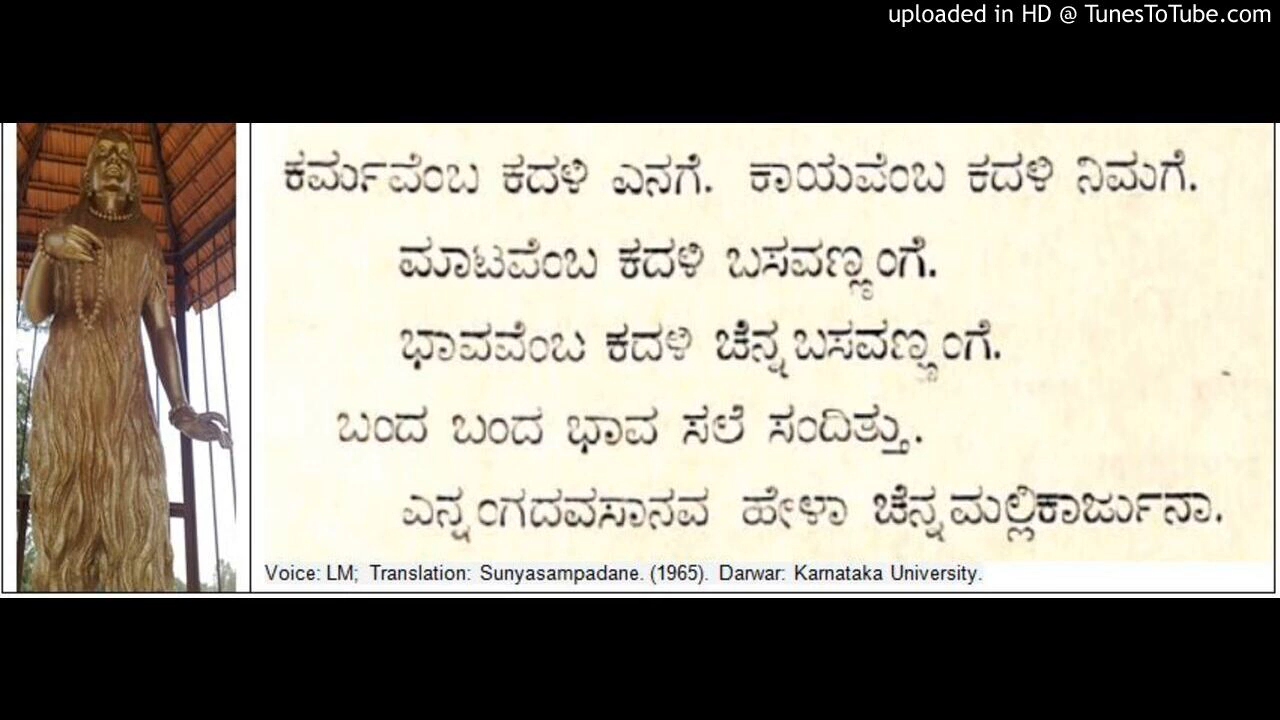 uploaded in HD @ TunesToTube.com
ಕರ್ಮವೆಂಬ ಕದಳಿ ಎನಗೆ. ಕಾಯವೆಂಬ ಕದಳಿ ನಿಮಗೆ.
ಮಾಟವೆಂಬ ಕದಳಿ ಬಸವಣ್ಣಂಗೆ.
ಭಾವವೆಂಬ ಕದಳಿ ಚೆನ್ನಬಸವಣ್ಣಂಗೆ.
ಬಂದ ಬಂದ ಭಾವ ಸಲೆ ಸಂದಿತ್ತು.
ಎನ್ನಂಗದವಸಾನವ ಹೇಳಾ ಚೆನ್ನಮಲ್ಲಿಕಾರ್ಜುನಾ.
Voice: LM; Translation: Sunyasampadane. (1965). Darwar: Karnataka University.